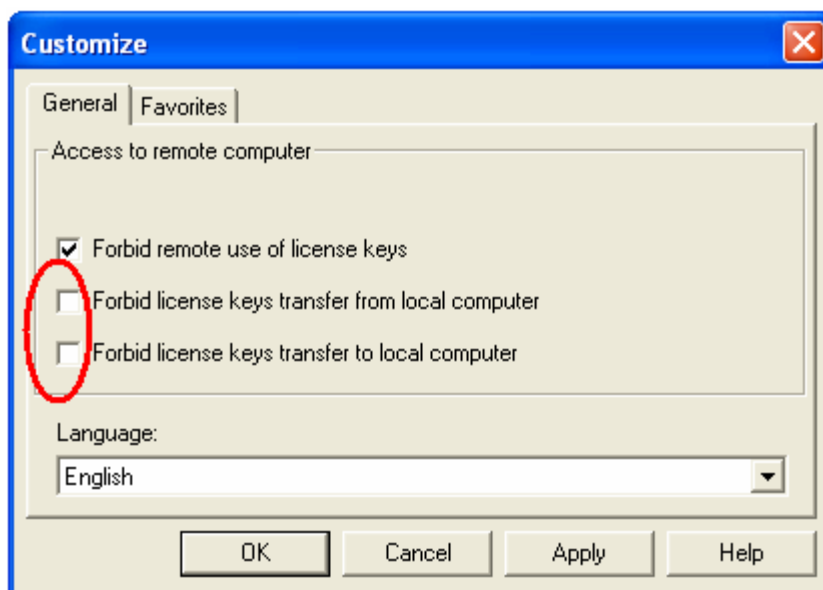 Customize
General Favorites
Access to remote computer
Forbid remote use of license keys
Forbid license keys transfer from local computer
Forbid license keys transfer to local computer
Language:
English
OK Cancel Apply Help